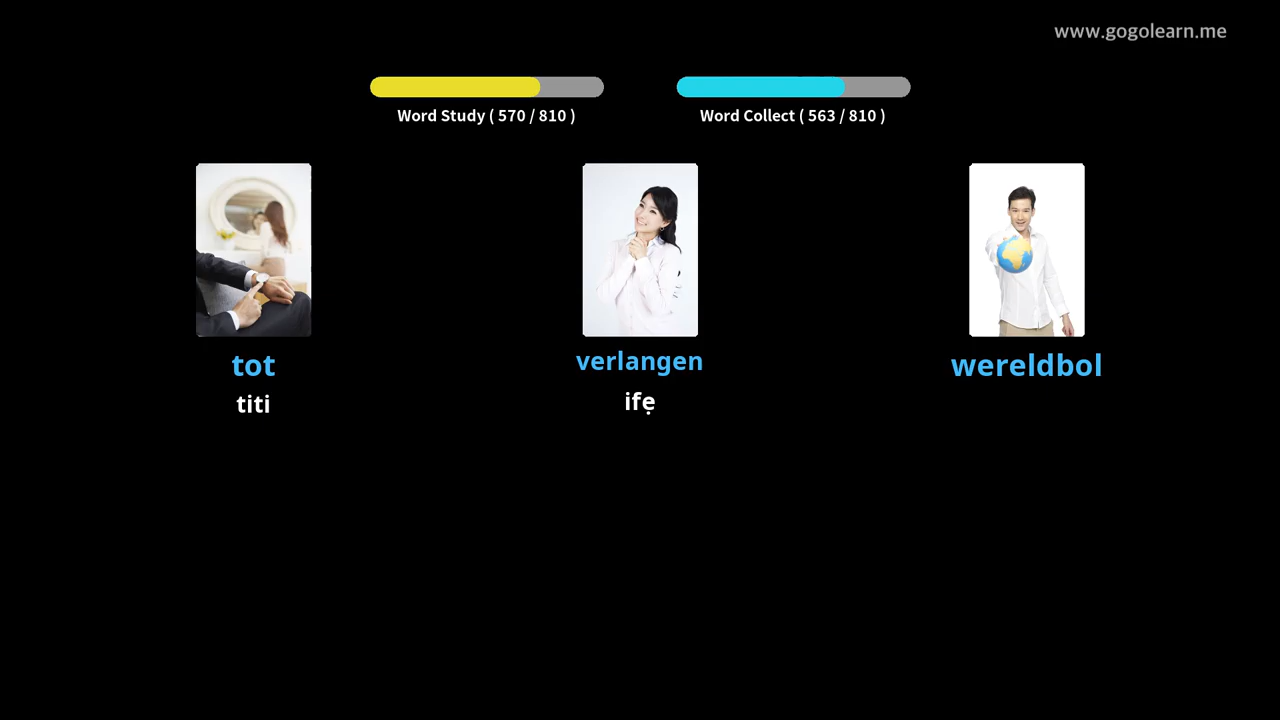 www.gogolearn.me
Word Study ( 570 / 810 )
Word Collect ( 563 / 810 )
tot
titi
verlangen
ifẹ
wereldbol